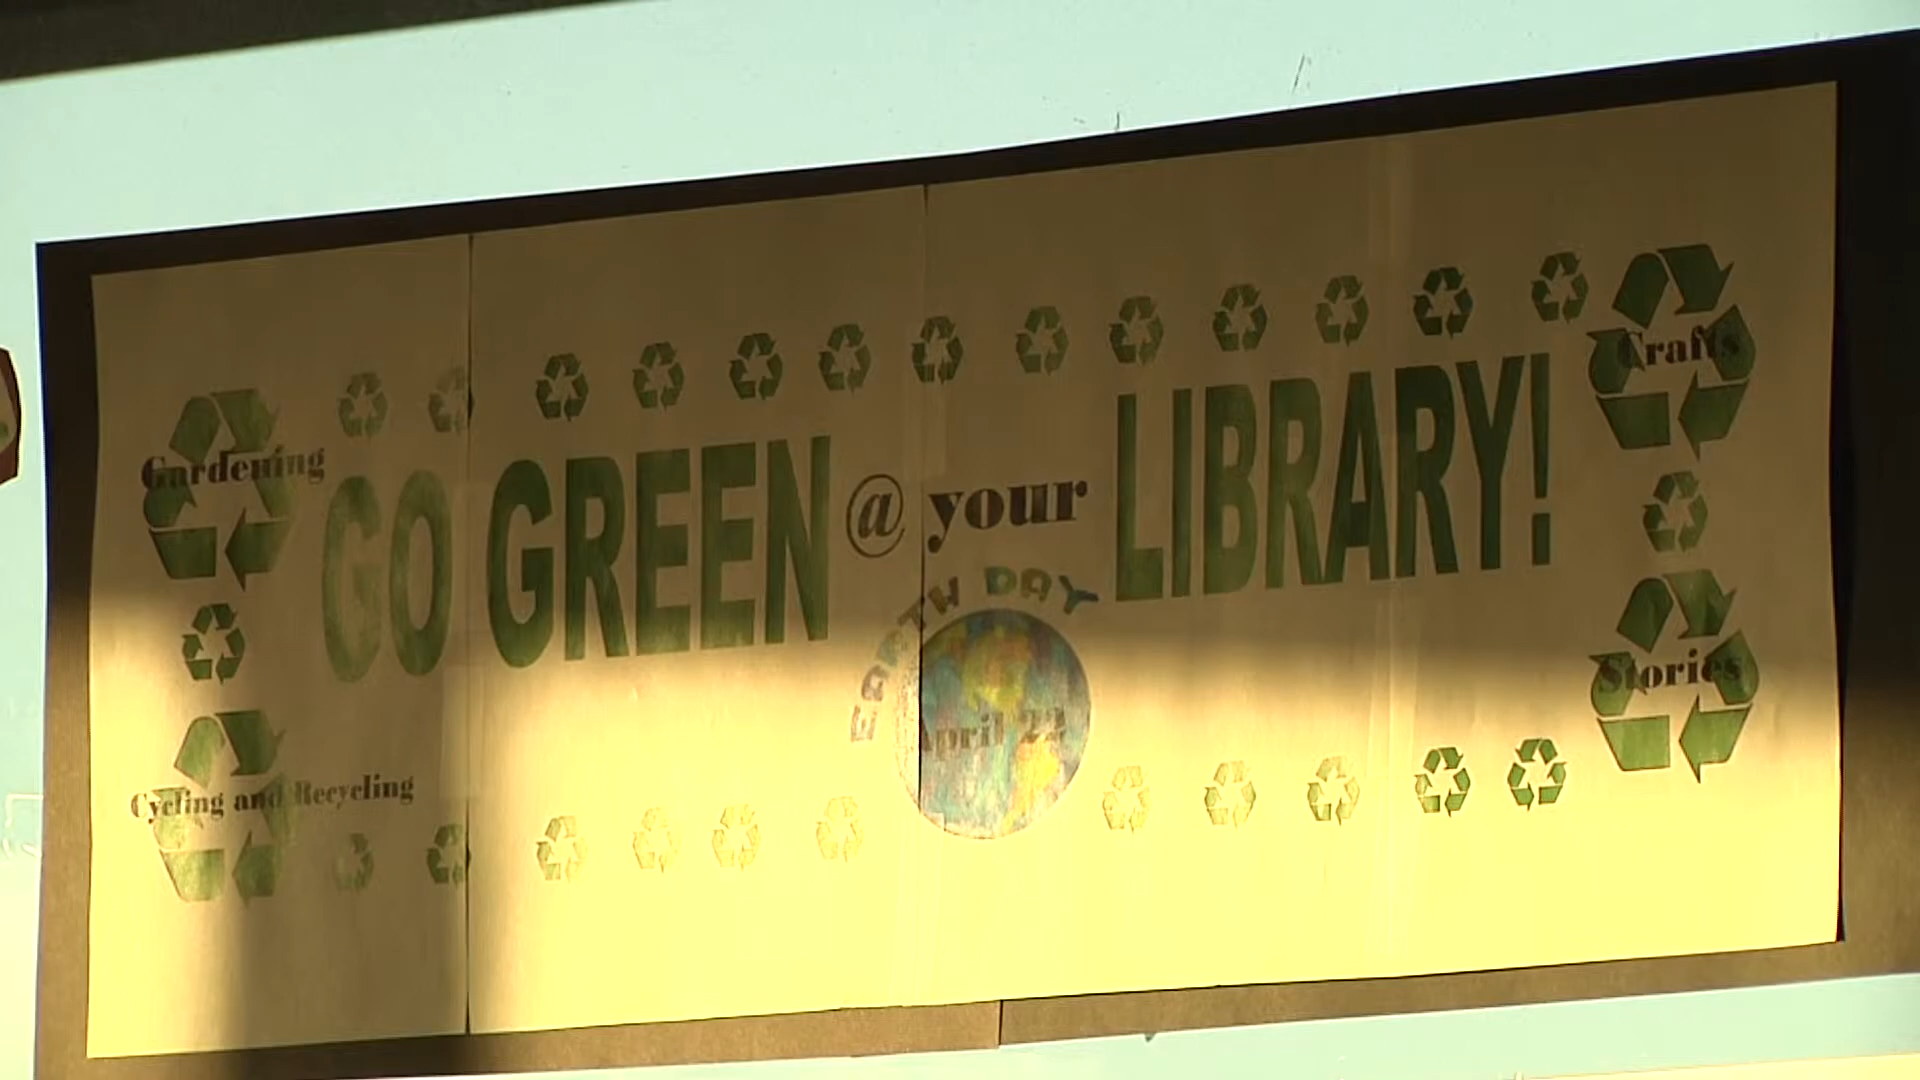 Gardening
GO GREEN @ your LIBRARY!
Crafts
EARTH DAY
April 22
Stories
Cycling and Recycling